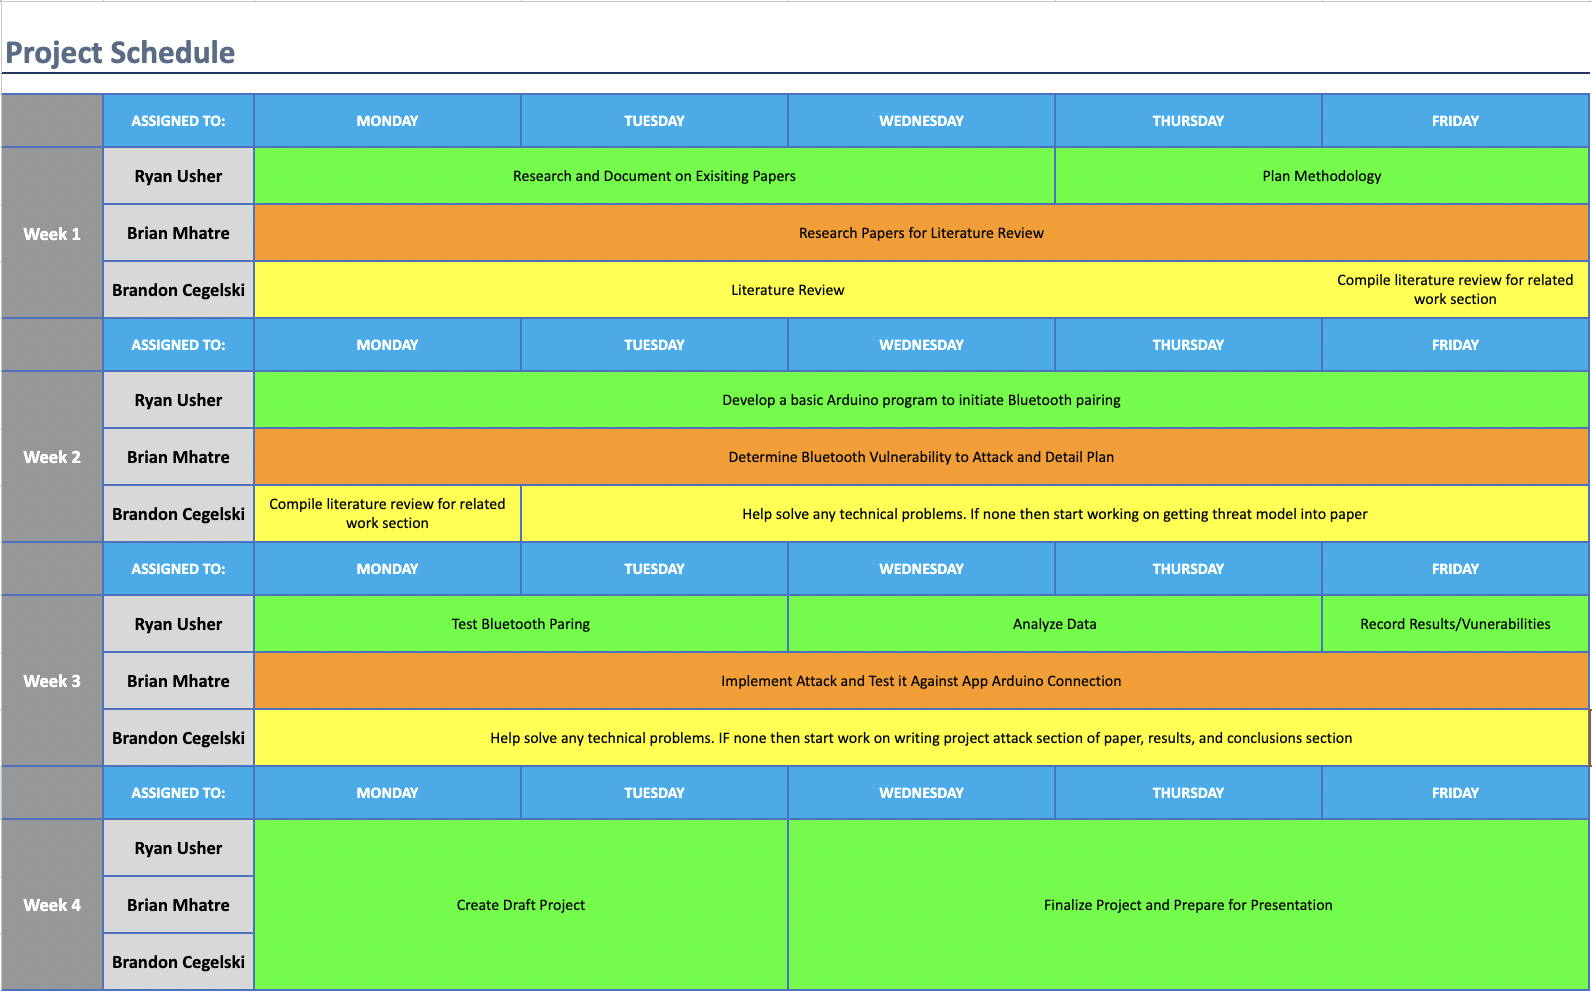 Project Schedule
ASSIGNED TO: MONDAY TUESDAY WEDNESDAY THURSDAY FRIDAY
Week 1
Ryan Usher Research and Document on Exisiting Papers Plan Methodology
Brian Mhatre Research Papers for Literature Review
Brandon Cegelski Literature Review Compile literature review for related
work section
ASSIGNED TO: MONDAY TUESDAY WEDNESDAY THURSDAY FRIDAY
Week 2
Ryan Usher Develop a basic Arduino program to initiate Bluetooth pairing
Brian Mhatre Determine Bluetooth Vulnerability to Attack and Detail Plan
Brandon Cegelski Compile literature review for related
work section
Help solve any technical problems. If none then start working on getting threat model into paper
ASSIGNED TO: MONDAY TUESDAY WEDNESDAY THURSDAY FRIDAY
Week 3
Ryan Usher Test Bluetooth Paring Analyze Data Record Results/Vunerabilities
Brian Mhatre Implement Attack and Test it Against App Arduino Connection
Brandon Cegelski Help solve any technical problems. IF none then start work on writing project attack section of paper, results, and conclusions section
ASSIGNED TO: MONDAY TUESDAY WEDNESDAY THURSDAY FRIDAY
Week 4
Ryan Usher
Brian Mhatre Create Draft Project Finalize Project and Prepare for Presentation
Brandon Cegelski